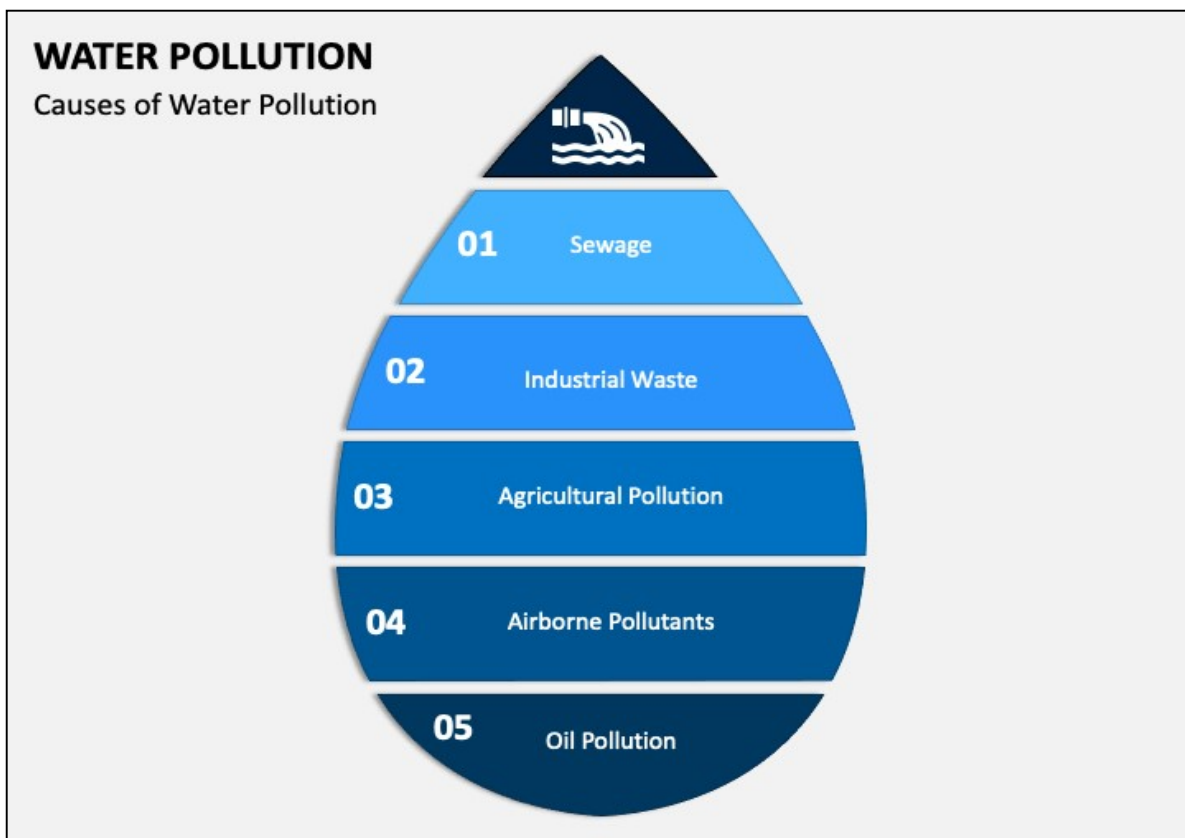 WATER POLLUTION
Causes of Water Pollution
01 Sewage
02 Industrial Waste
03 Agricultural Pollution
04 Airborne Pollutants
05 Oil Pollution